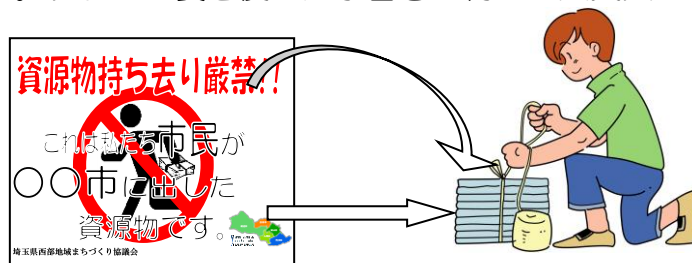 資源物持ち去り厳禁!!
これは私たち市民が
〇〇市に出した
資源物です。
埼玉県西部地域まちづくり協議会